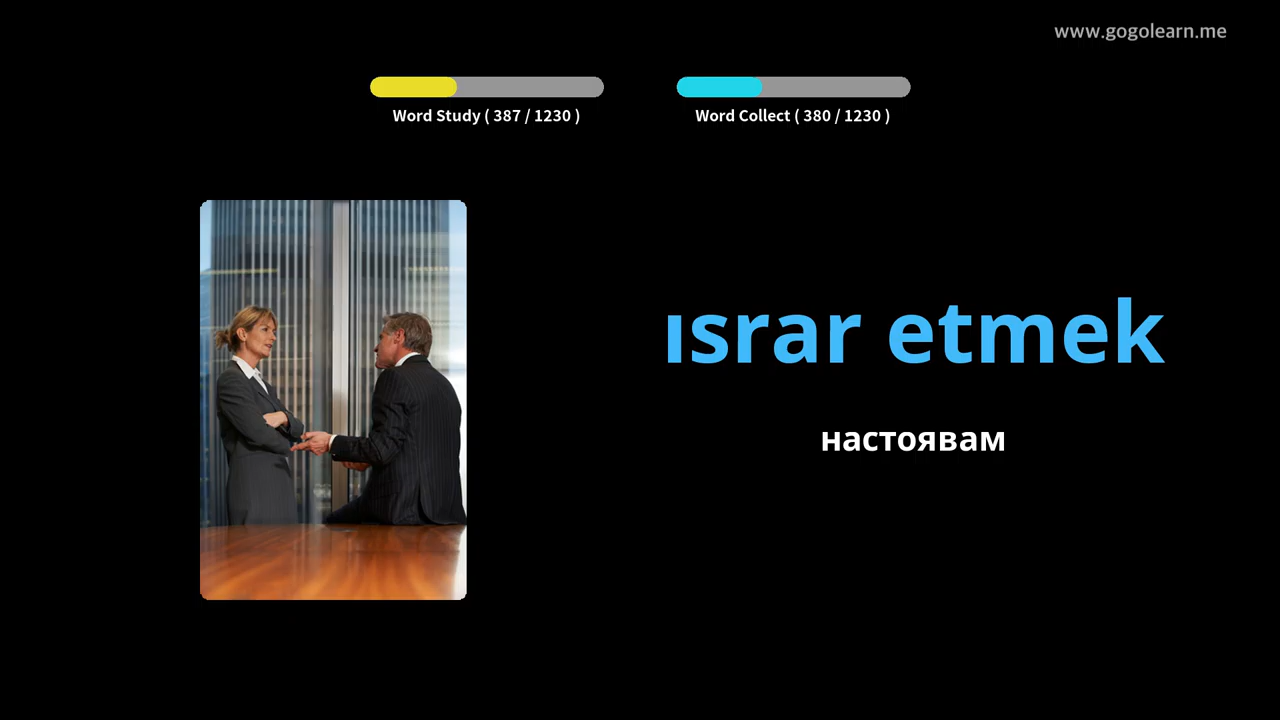 www.gogolearn.me
Word Study ( 387 / 1230 )
Word Collect ( 380 / 1230 )
ısrar etmek
настоявам